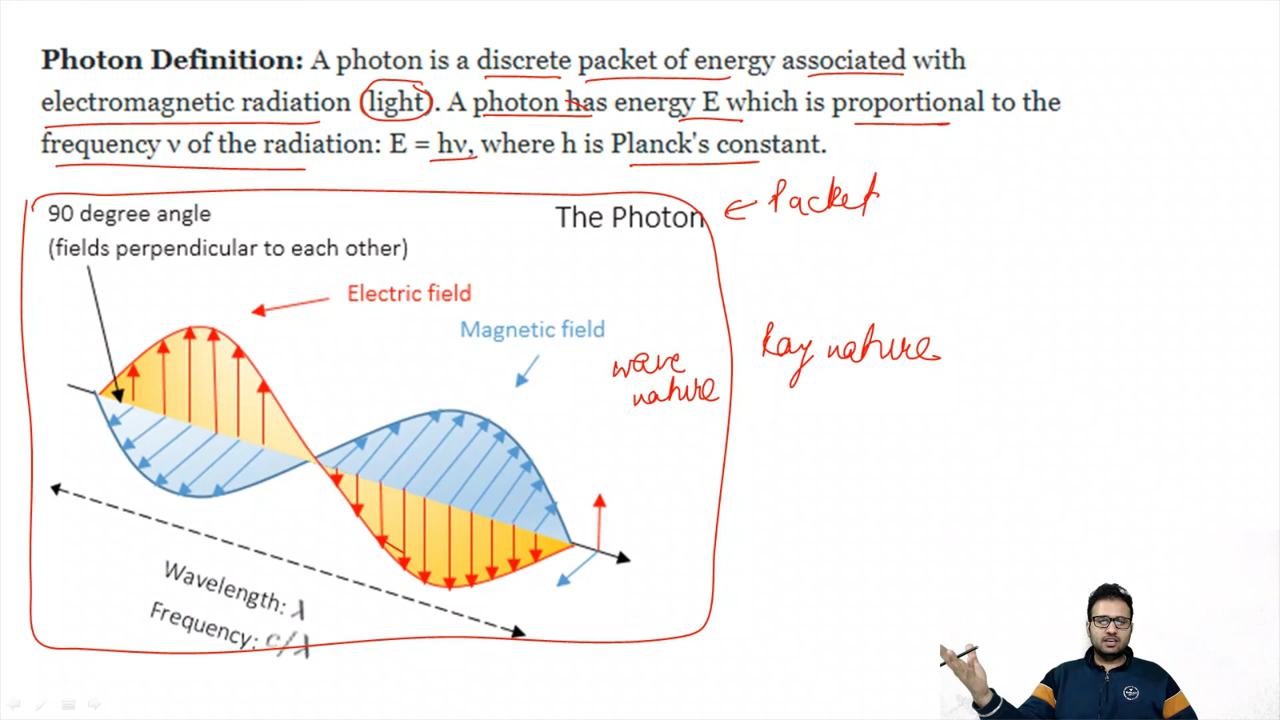 Photon Definition: A photon is a discrete packet of energy associated with
electromagnetic radiation (light). A photon has energy E which is proportional to the
frequency ν of the radiation: E = hν, where h is Planck's constant.
90 degree angle
(fields perpendicular to each other)
The Photon
← Packet
Electric field
Magnetic field
wave
nature
Ray nature
Wavelength: λ
Frequency: c/λ